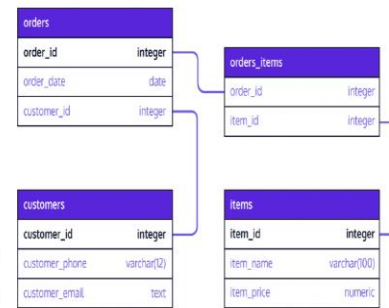 orders
order_id integer
order_date date
customer_id integer
orders_items
order_id integer
item_id integer
customers
customer_id integer
customer_phone varchar(12)
customer_email text
items
item_id integer
item_name varchar(100)
item_price numeric